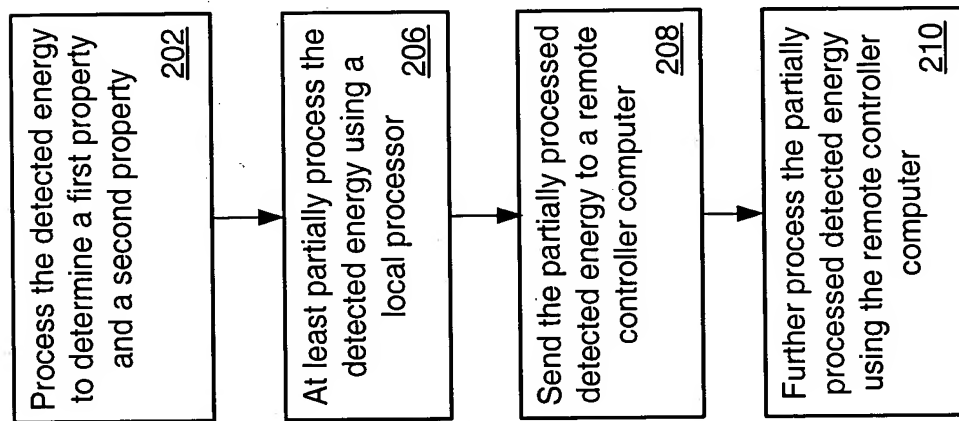 Process the detected energy
to determine a first property
and a second property
202
At least partially process the
detected energy using a
local processor
206
Send the partially processed
detected energy to a remote
controller computer
208
Further process the partially
processed detected energy
using the remote controller
computer
210